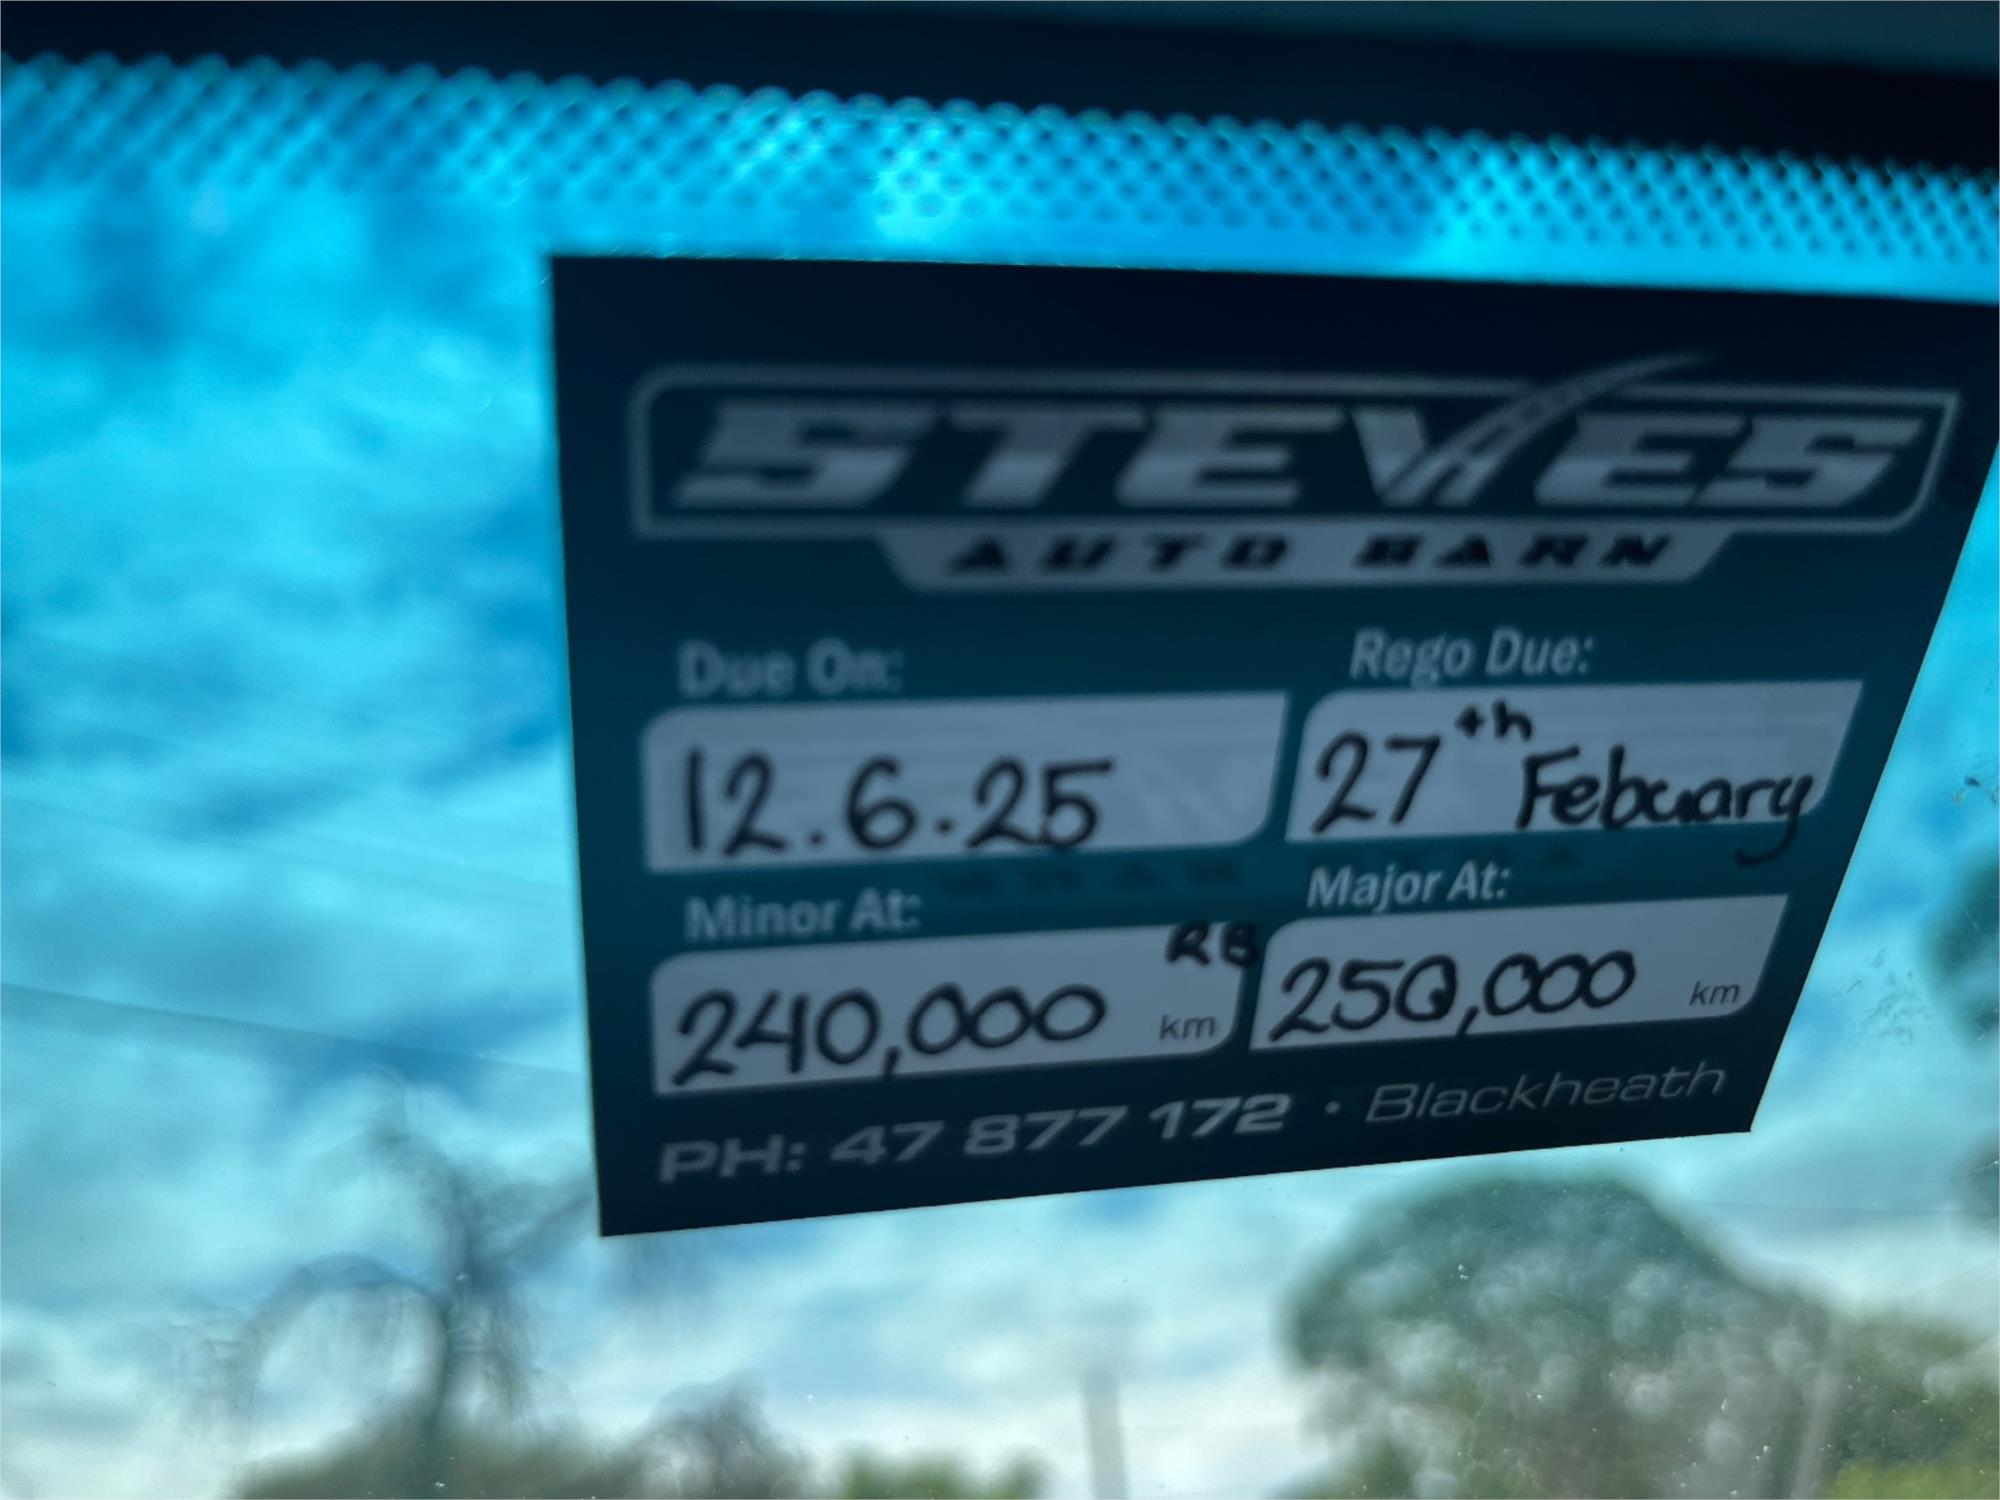 STEVES
AUTO BARN
Due On:
12.6.25
Rego Due:
27th Febuary
Minor At:
240,000 km RB
Major At:
250,000 km
PH: 47 877 172 • Blackheath